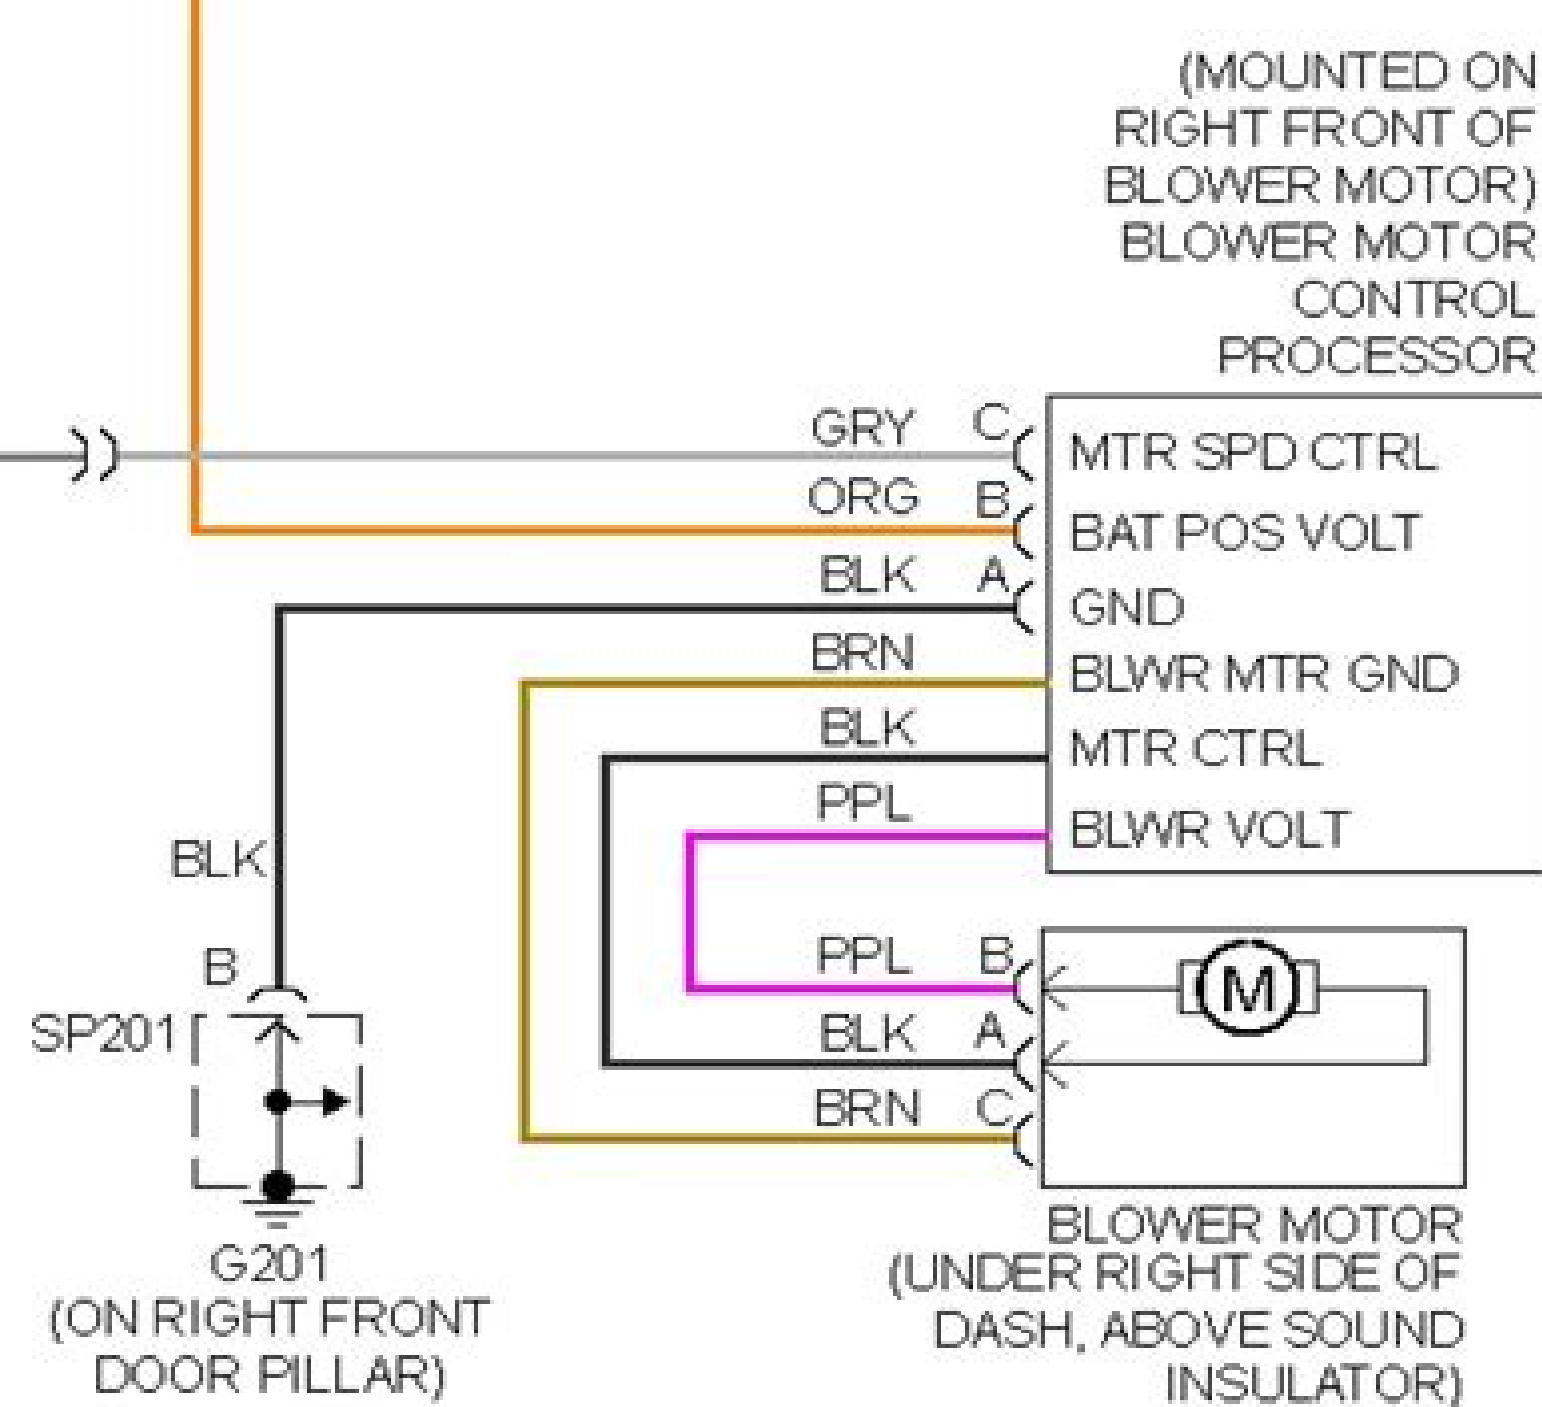 (MOUNTED ON
RIGHT FRONT OF
BLOWER MOTOR)
BLOWER MOTOR
CONTROL
PROCESSOR
GRY C MTR SPD CTRL
ORG B BAT POS VOLT
BLK A GND
BRN BLWR MTR GND
BLK MTR CTRL
PPL BLWR VOLT
BLK
B
SP201
PPL B M
BLK A
BRN C
G201
(ON RIGHT FRONT
DOOR PILLAR)
BLOWER MOTOR
(UNDER RIGHT SIDE OF
DASH, ABOVE SOUND
INSULATOR)